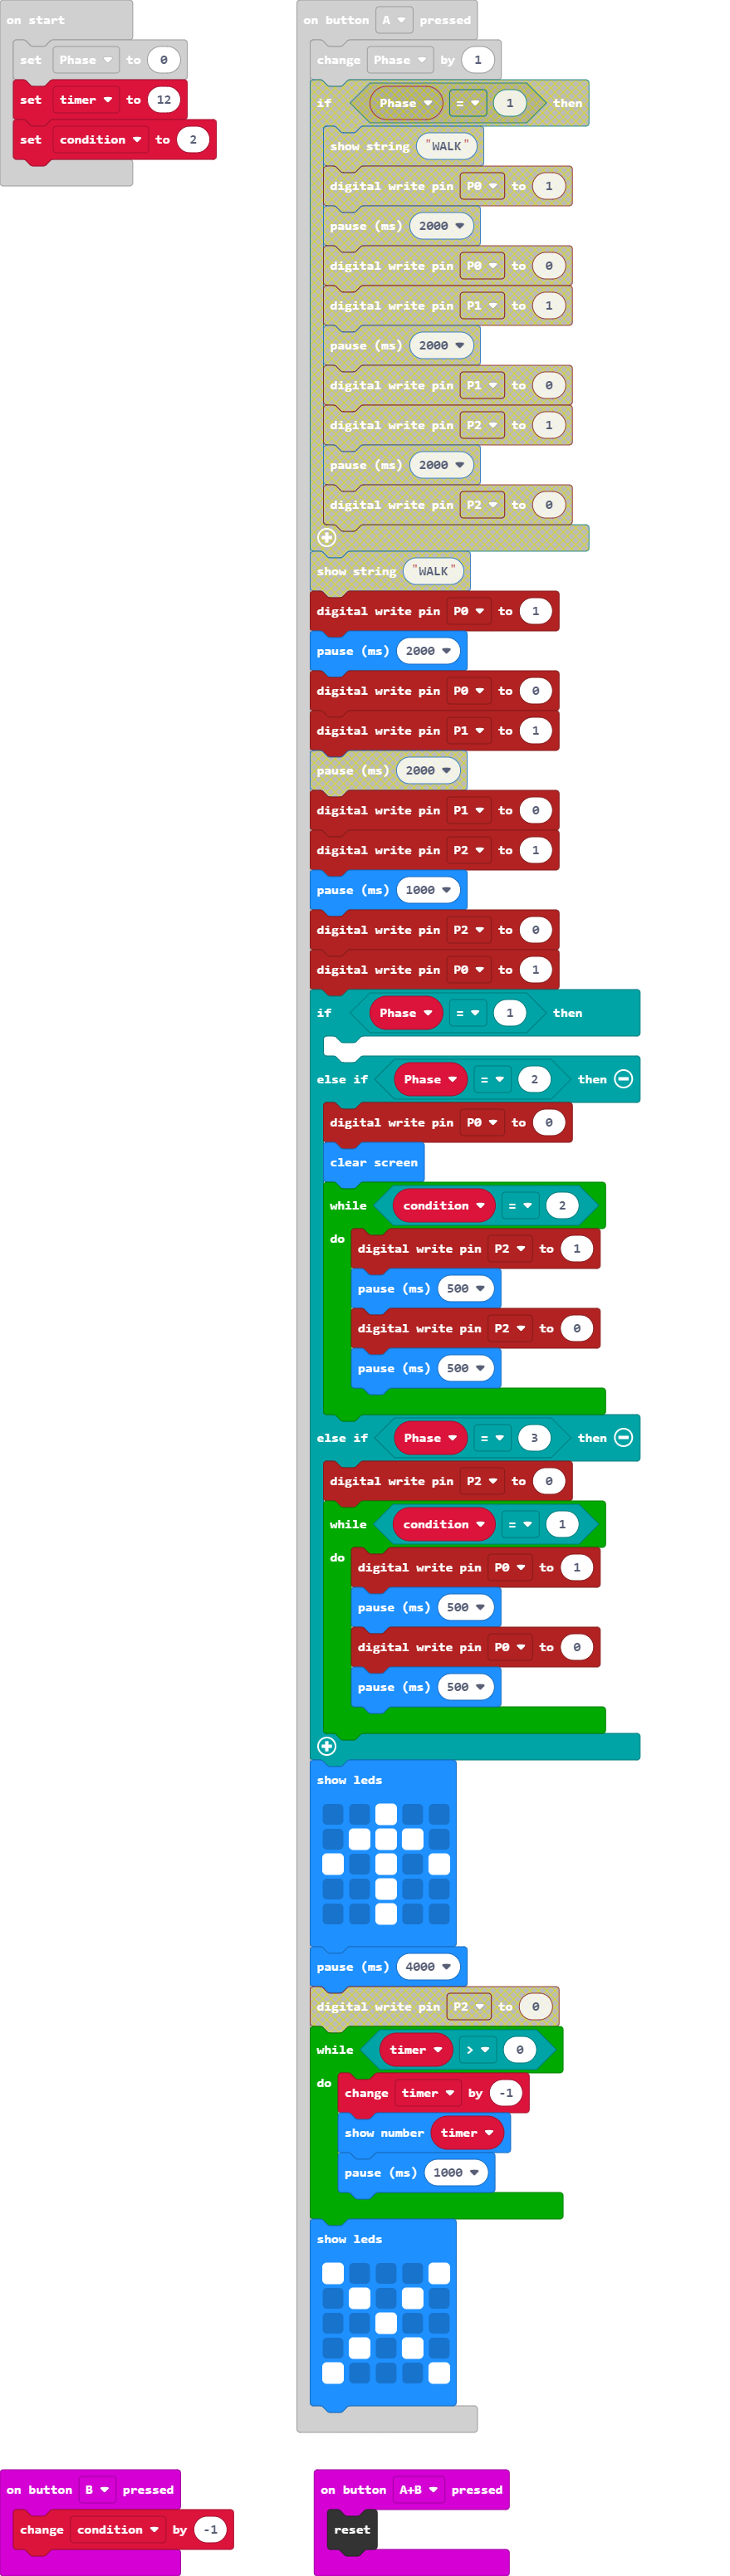 on start
set Phase to 0
set timer to 12
set condition to 2
on button A pressed
change Phase by 1
if Phase = 1 then
show string "WALK"
digital write pin P0 to 1
pause (ms) 2000
digital write pin P0 to 0
digital write pin P1 to 1
pause (ms) 2000
digital write pin P1 to 0
digital write pin P2 to 1
pause (ms) 2000
digital write pin P2 to 0
show string "WALK"
digital write pin P0 to 1
pause (ms) 2000
digital write pin P0 to 0
digital write pin P1 to 1
pause (ms) 2000
digital write pin P1 to 0
digital write pin P2 to 1
pause (ms) 1000
digital write pin P2 to 0
digital write pin P0 to 1
if Phase = 1 then
else if Phase = 2 then
digital write pin P0 to 0
clear screen
while condition = 2
do
digital write pin P2 to 1
pause (ms) 500
digital write pin P2 to 0
pause (ms) 500
else if Phase = 3 then
digital write pin P2 to 0
while condition = 1
do
digital write pin P0 to 1
pause (ms) 500
digital write pin P0 to 0
pause (ms) 500
show leds
pause (ms) 4000
digital write pin P2 to 0
while timer > 0
do
change timer by -1
show number timer
pause (ms) 1000
show leds
on button B pressed
change condition by -1
on button A+B pressed
reset